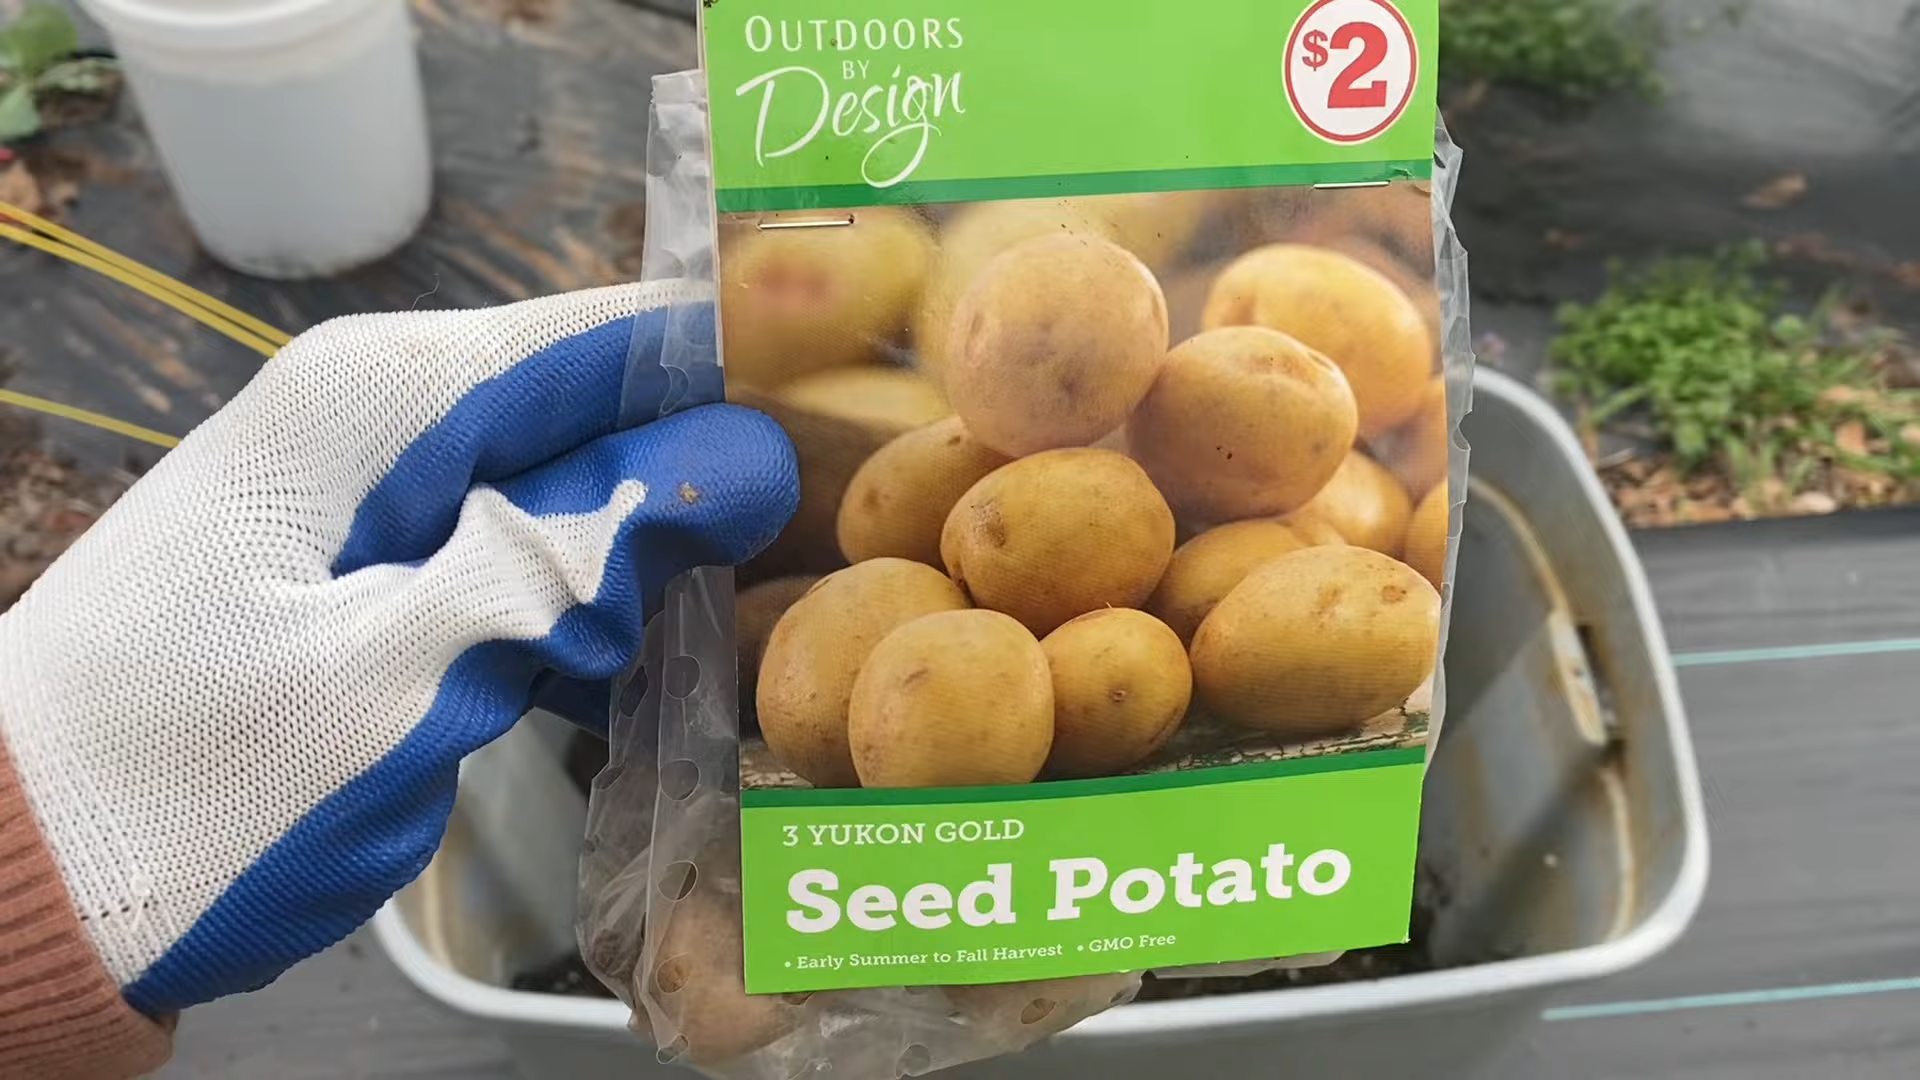 OUTDOORS
BY
Design
$2
3 YUKON GOLD
Seed Potato
• Early Summer to Fall Harvest • GMO Free